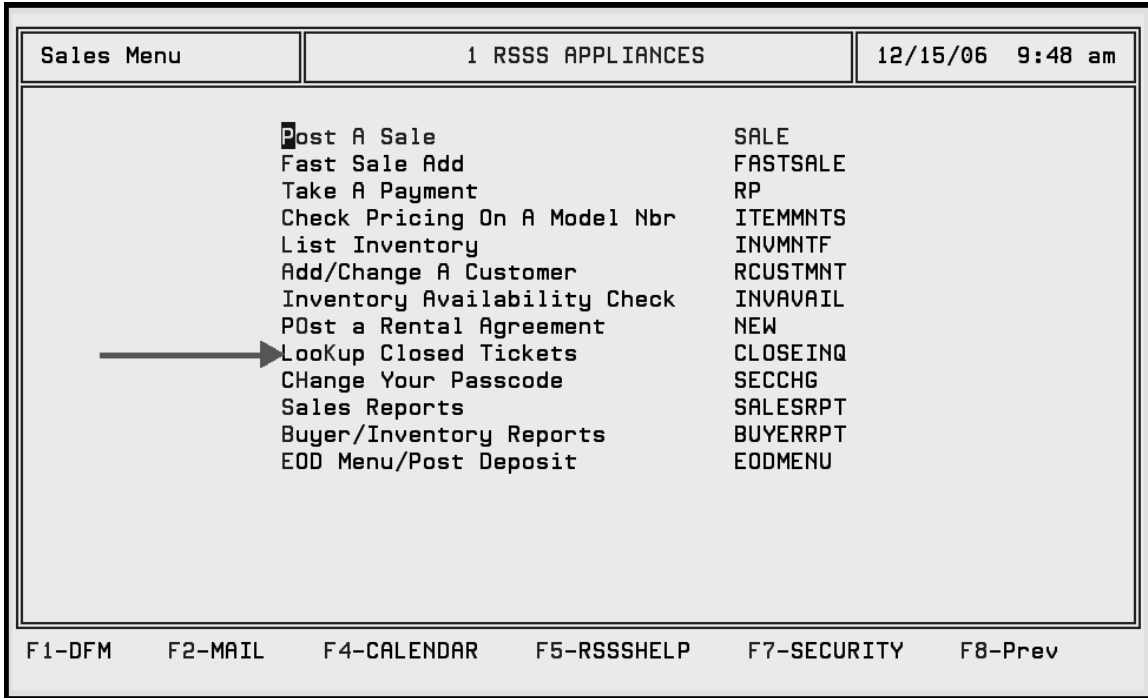 Sales Menu 1 RSSS APPLIANCES 12/15/06 9:48 am
Post A Sale SALE
Fast Sale Add FASTSALE
Take A Payment RP
Check Pricing On A Model Nbr ITEMMNTS
List Inventory INVMNTF
Add/Change A Customer RCUSTMNT
Inventory Availability Check INVAVAIL
POst a Rental Agreement NEW
LooKup Closed Tickets CLOSEINQ
CHange Your Passcode SECCHG
Sales Reports SALESRPT
Buyer/Inventory Reports BUYERRPT
EOD Menu/Post Deposit EODMENU
F1-DFM F2-MAIL F4-CALENDAR F5-RSSSHELP F7-SECURITY F8-Prev